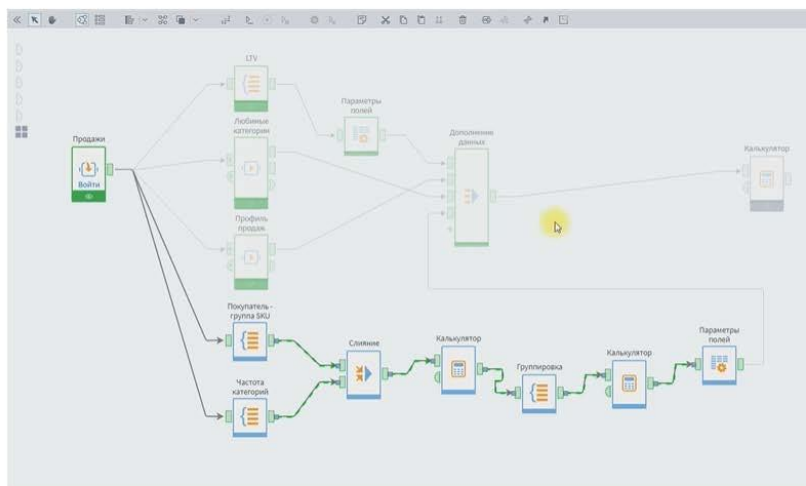 LTV
Параметры
полей
Любимые
категории
Дополнение
данных
Продажи
Войти
Калькулятор
Профиль
продаж
Покупатель -
группа SKU
Слияние
Калькулятор
Группировка
Калькулятор
Параметры
полей
Частота
категорий